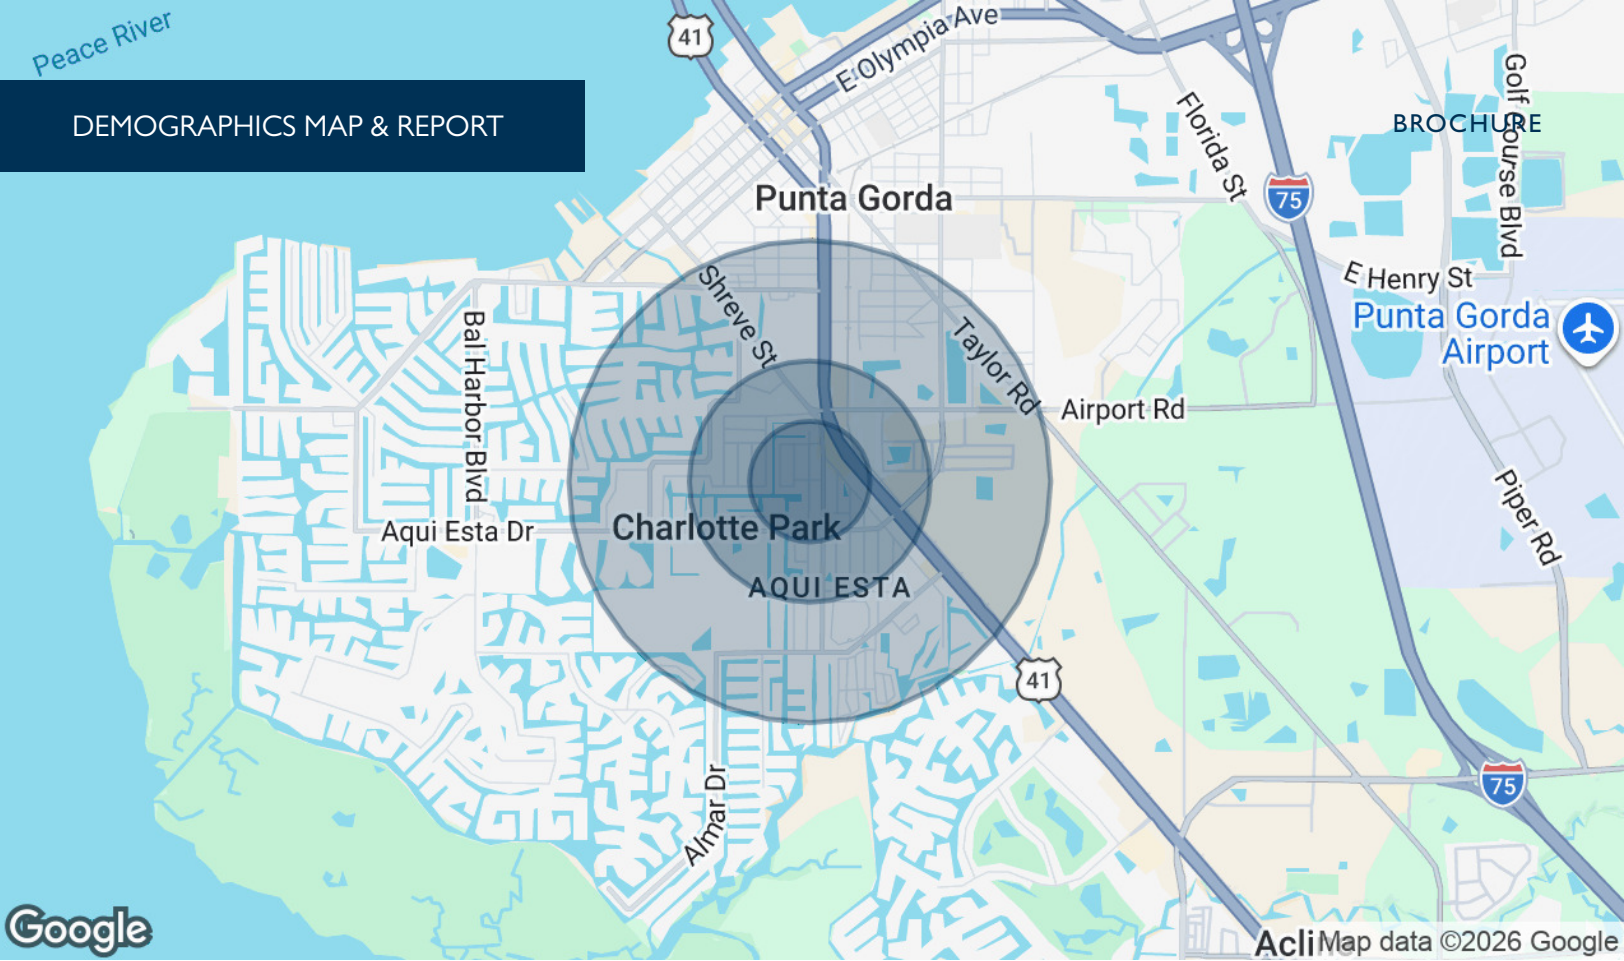 Peace River
41
E Olympia Ave
DEMOGRAPHICS MAP & REPORT
BROCHURE
Golf Course Blvd
Florida St
Punta Gorda
75
E Henry St
Punta Gorda
Airport
Shreve St
Taylor Rd
Bal Harbor Blvd
Airport Rd
Aqui Esta Dr
Charlotte Park
AQUI ESTA
Piper Rd
41
75
Almar Dr
Google
Map data ©2026 Google